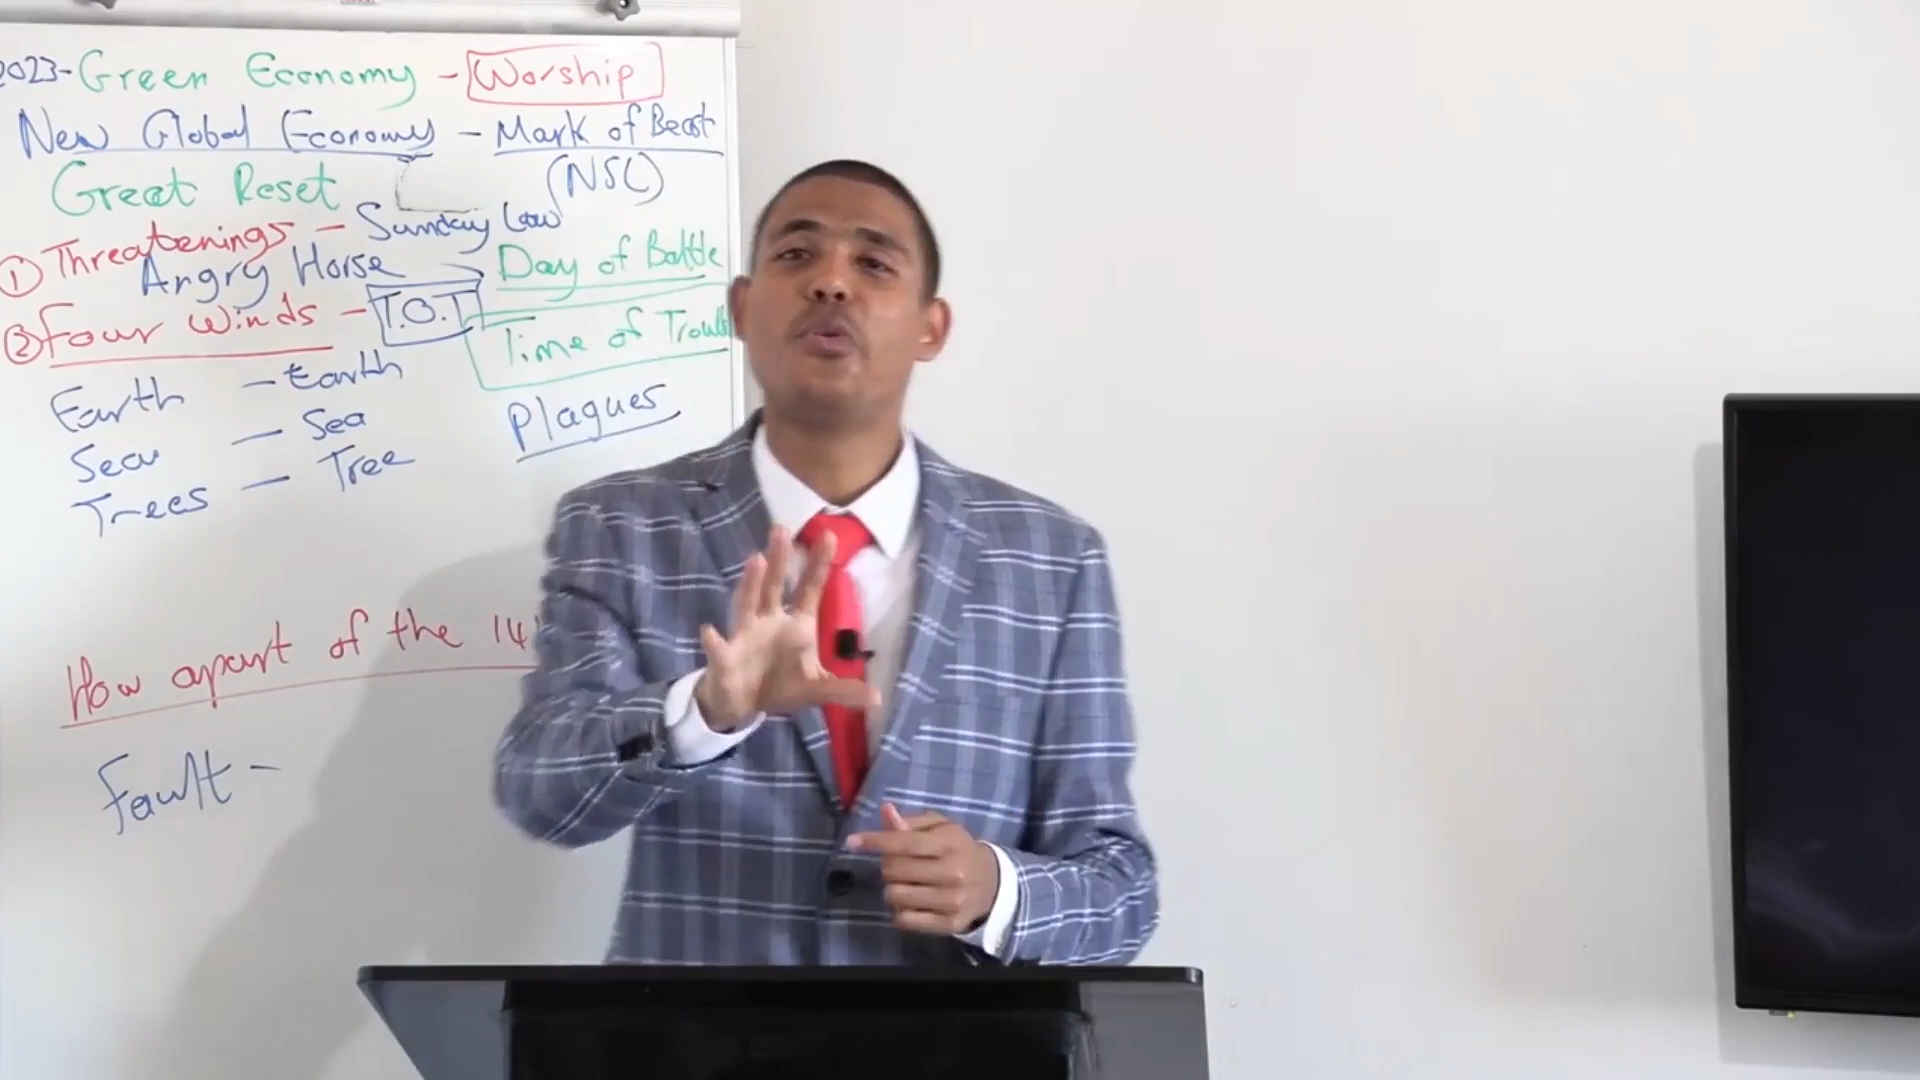 2023-Green Economy - Worship
New Global Economy - Mark of Beast
(NSL)
Great Reset
① Threatenings - Sunday Law
Angry Horse
Day of Battle
② Four Winds - T.O.T
Time of Troub
Earth - Earth
Sea - Sea
Trees - Tree
Plagues
How apart of the 14
Fault -